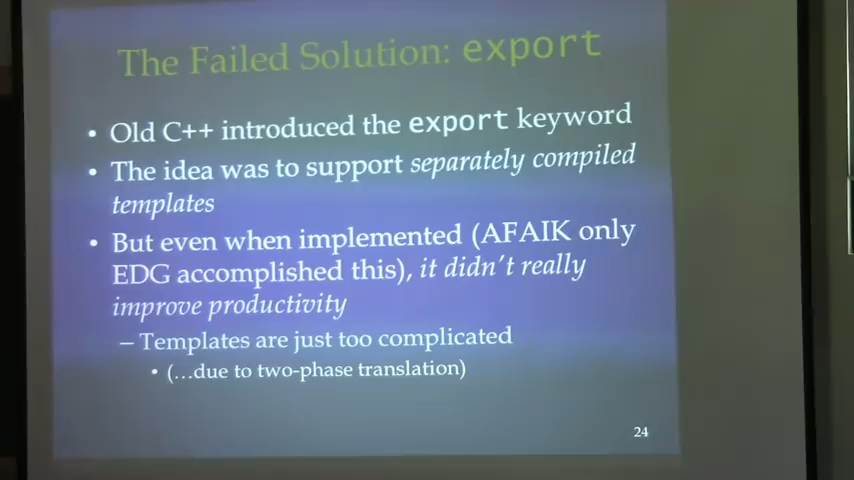 The Failed Solution: export
• Old C++ introduced the export keyword
• The idea was to support separately compiled
templates
• But even when implemented (AFAIK only
EDG accomplished this), it didn't really
improve productivity
– Templates are just too complicated
• (...due to two-phase translation)
24